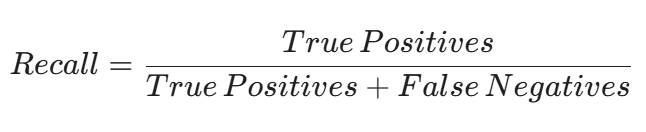 Recall = True Positives
True Positives + False Negatives